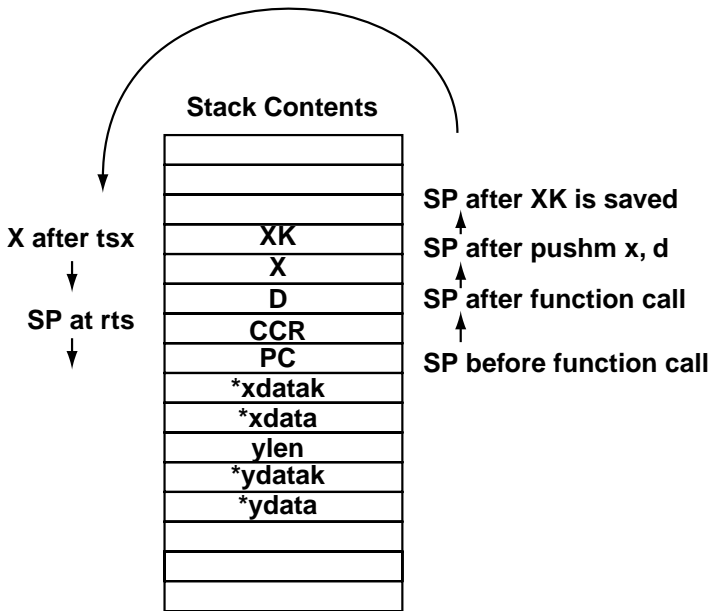 Stack Contents
SP after XK is saved
X after tsx
XK
SP after pushm x, d
X
SP at rts
D
SP after function call
CCR
PC
SP before function call
*xdatak
*xdata
ylen
*ydatak
*ydata